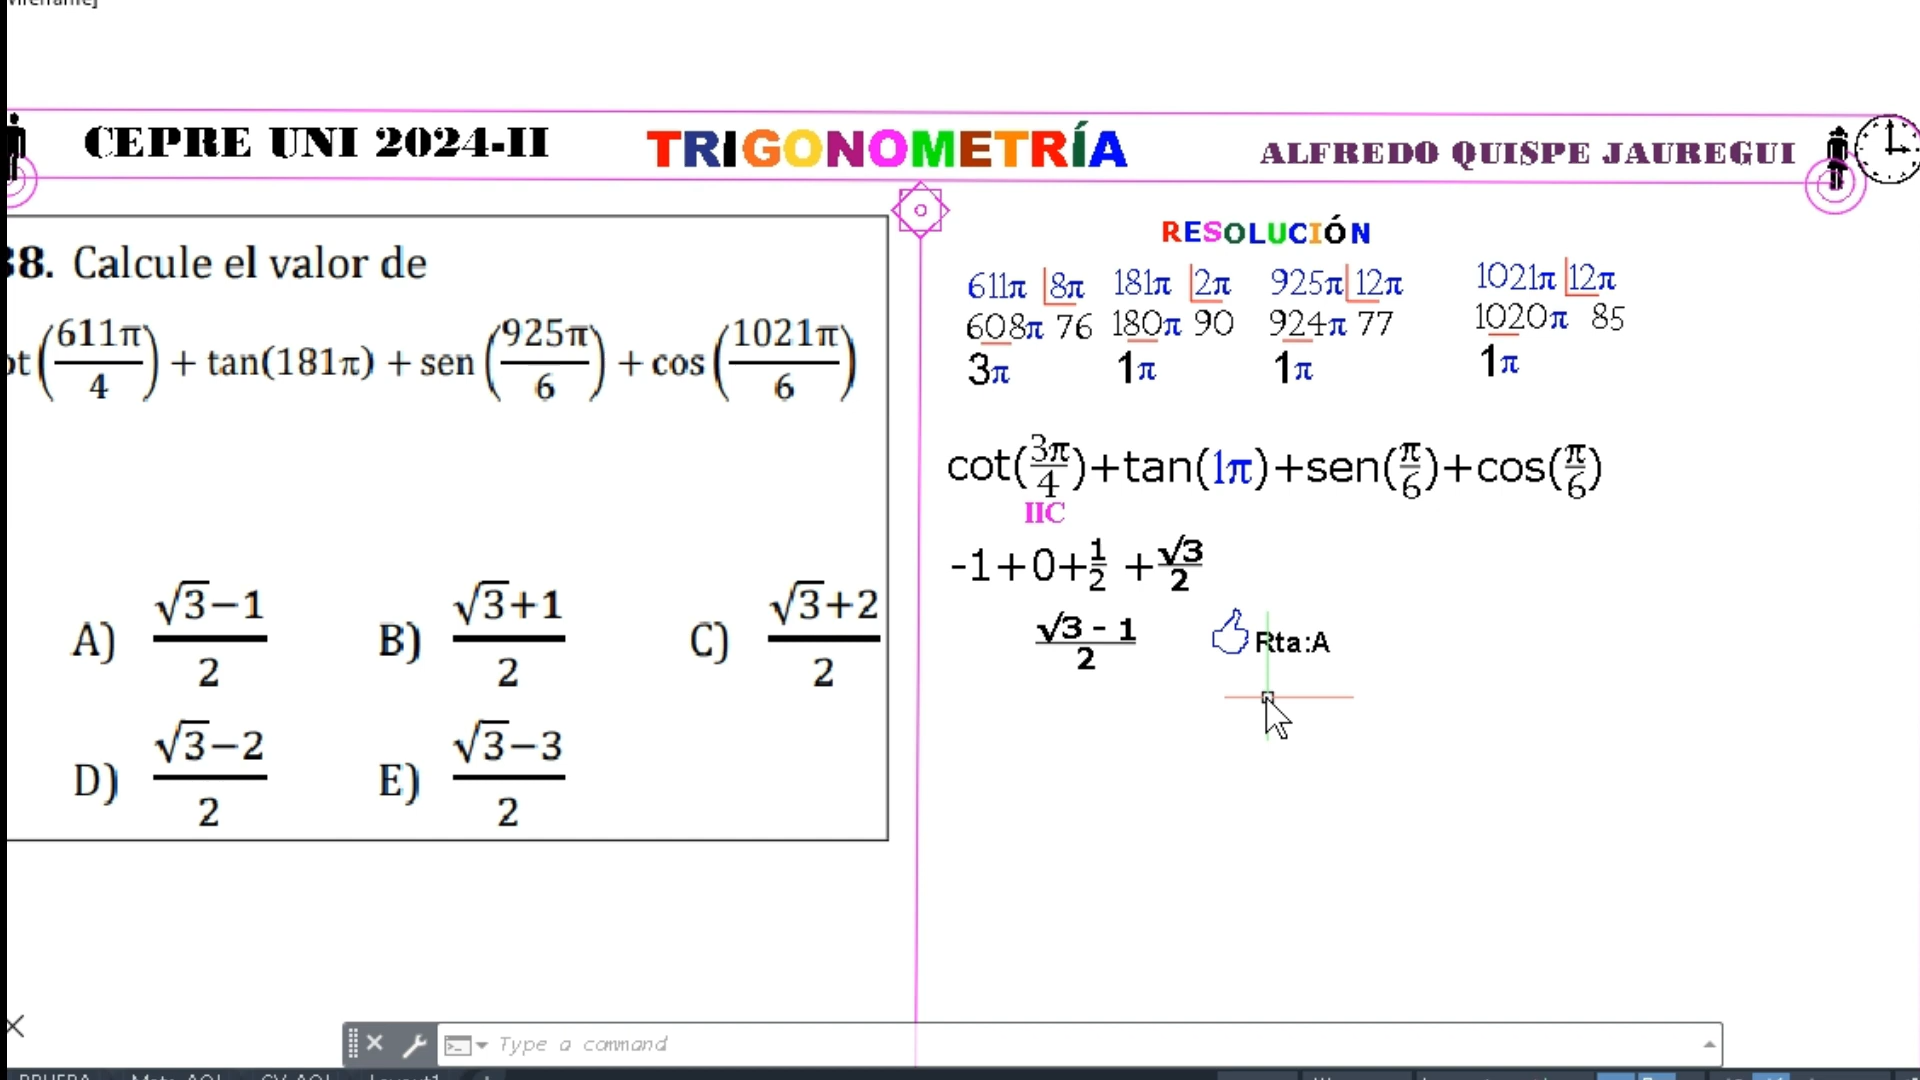 CEPRE UNI 2024-II
TRIGONOMETRÍA
ALFREDO QUISPE JAUREGUI
8. Calcule el valor de
ot(611π/4) + tan(181π) + sen(925π/6) + cos(1021π/6)
A) (√3−1)/2 B) (√3+1)/2 C) (√3+2)/2
D) (√3−2)/2 E) (√3−3)/2
RESOLUCIÓN
611π |8π 181π |2π 925π |12π 1021π |12π
608π 76 180π 90 924π 77 1020π 85
3π 1π 1π 1π
cot(3π/4)+tan(1π)+sen(π/6)+cos(π/6)
IIC
-1+0+1/2 +√3/2
(√3 - 1)/2 Rta:A
Type a command